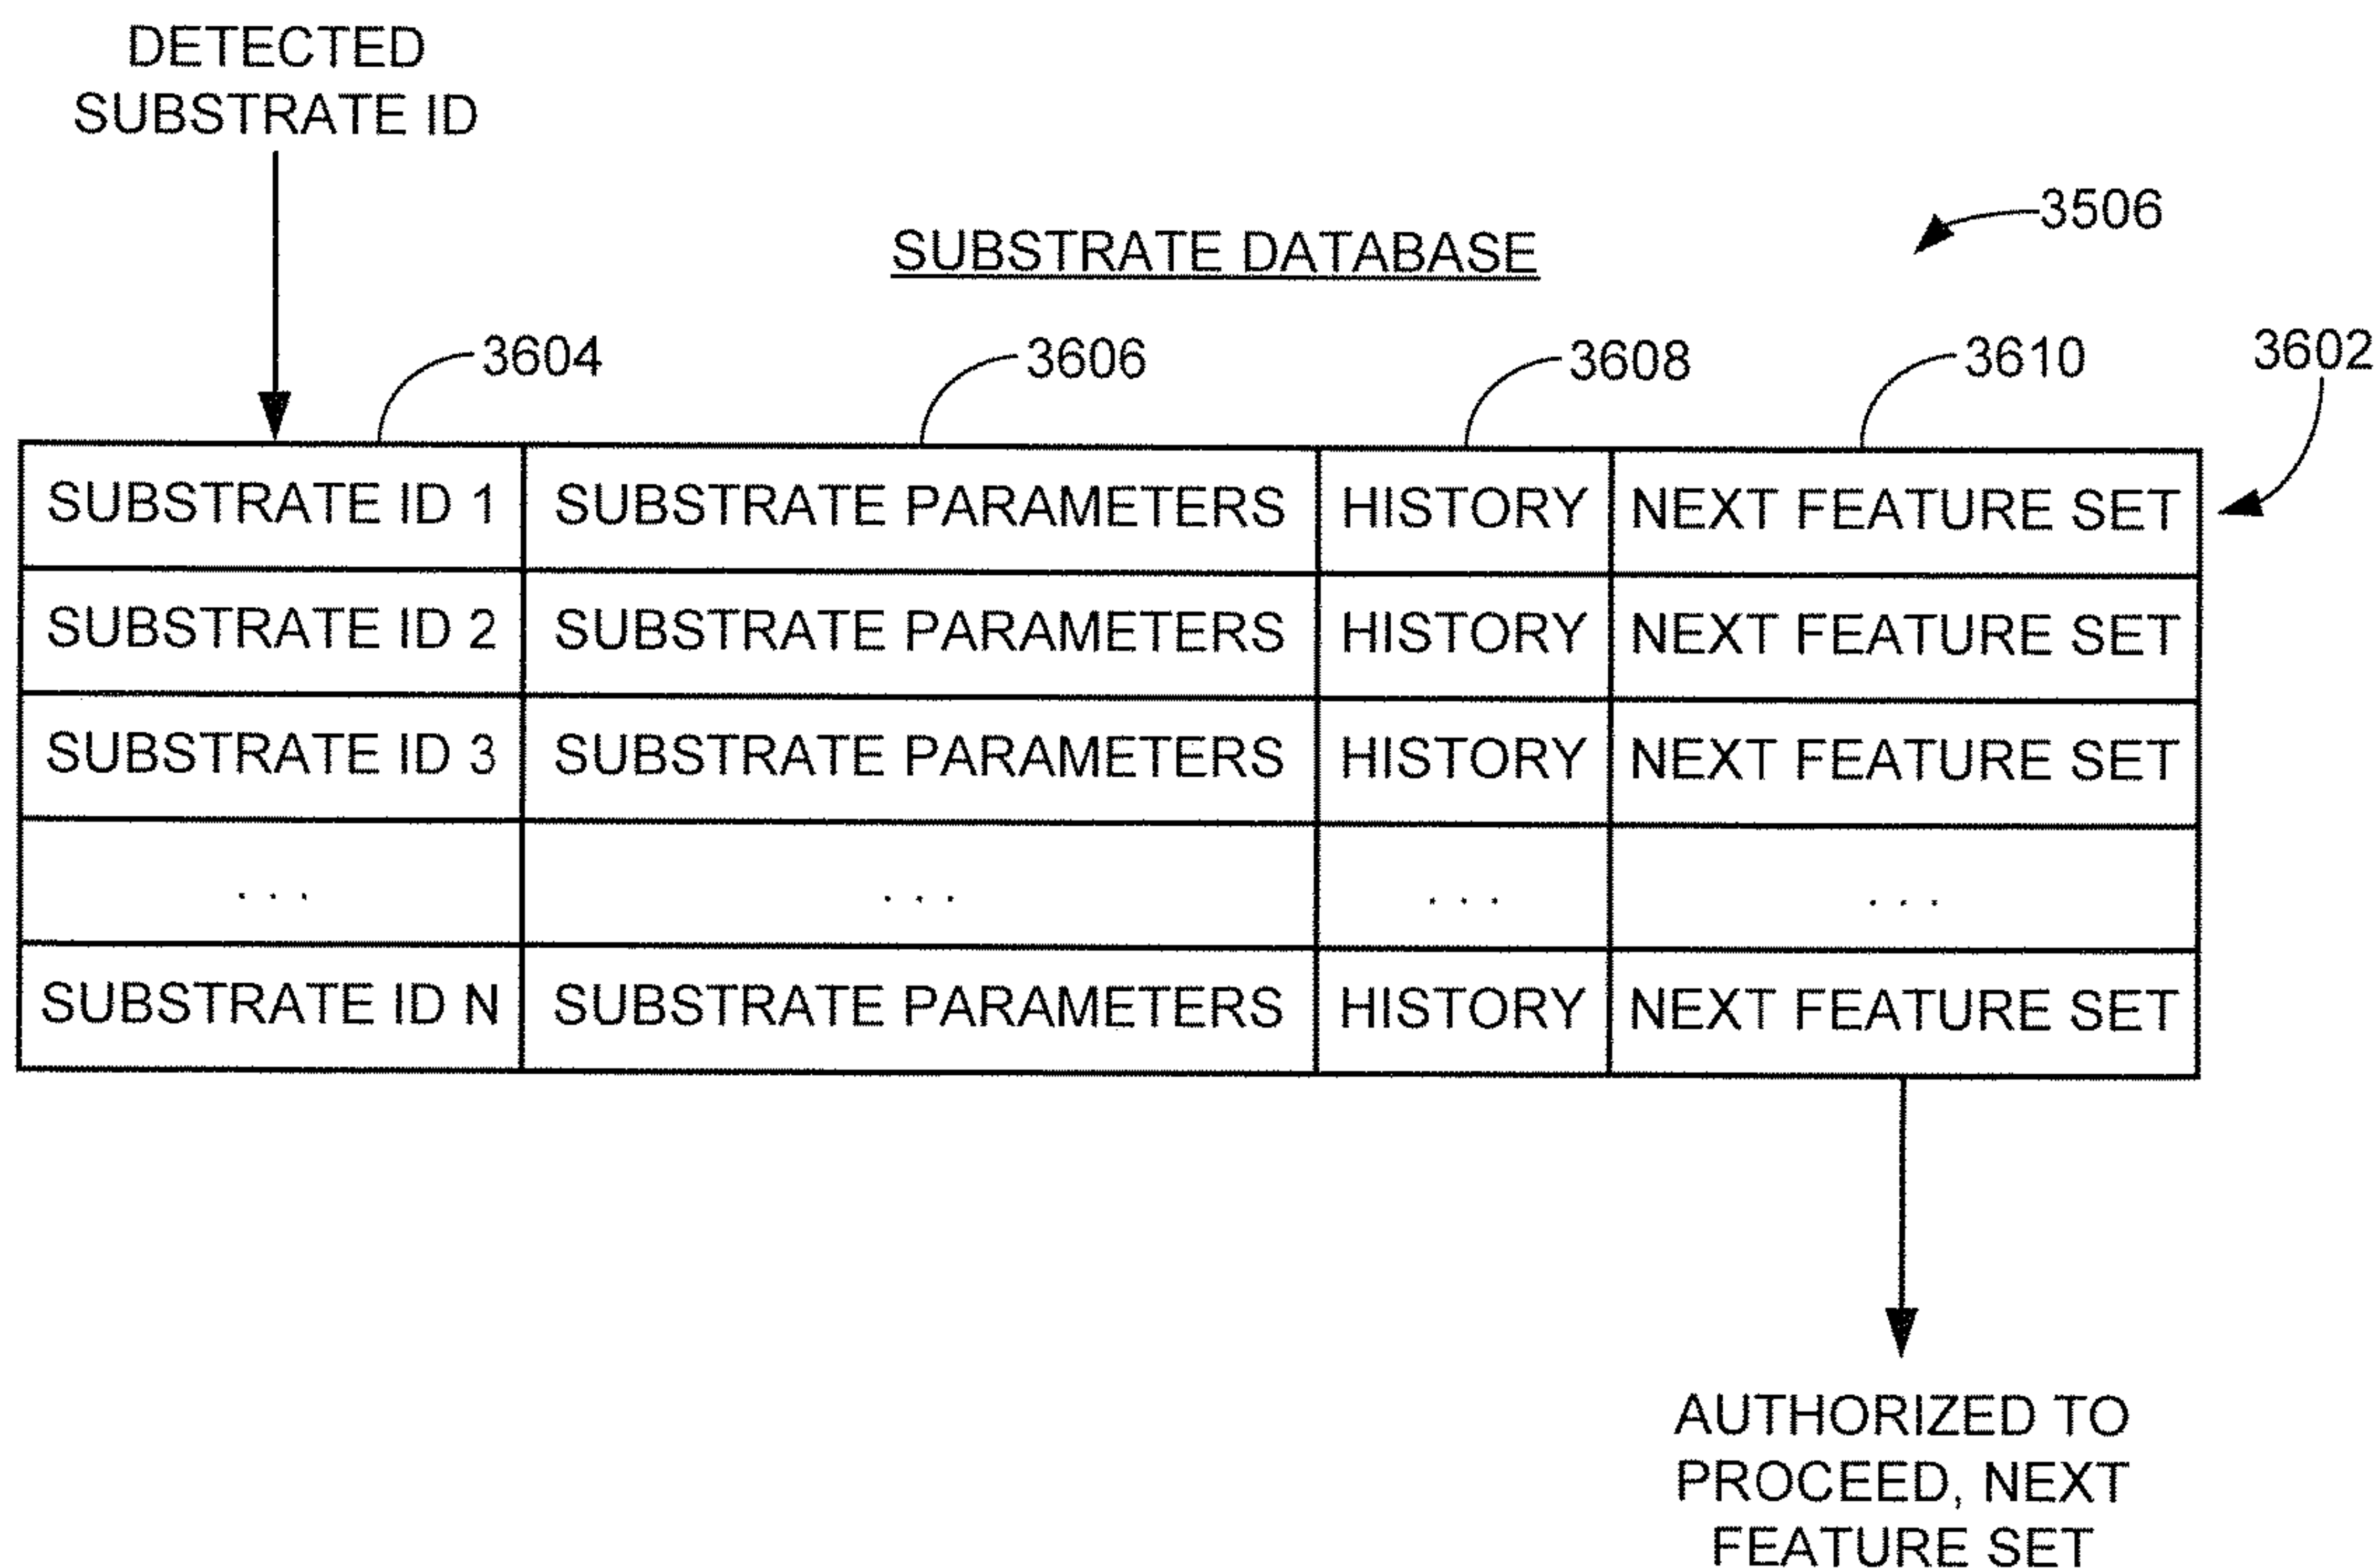 DETECTED
SUBSTRATE ID
3506
SUBSTRATE DATABASE
3604 3606 3608 3610 3602
SUBSTRATE ID 1 SUBSTRATE PARAMETERS HISTORY NEXT FEATURE SET
SUBSTRATE ID 2 SUBSTRATE PARAMETERS HISTORY NEXT FEATURE SET
SUBSTRATE ID 3 SUBSTRATE PARAMETERS HISTORY NEXT FEATURE SET
. . . . . . . . . . . .
SUBSTRATE ID N SUBSTRATE PARAMETERS HISTORY NEXT FEATURE SET
AUTHORIZED TO
PROCEED, NEXT
FEATURE SET